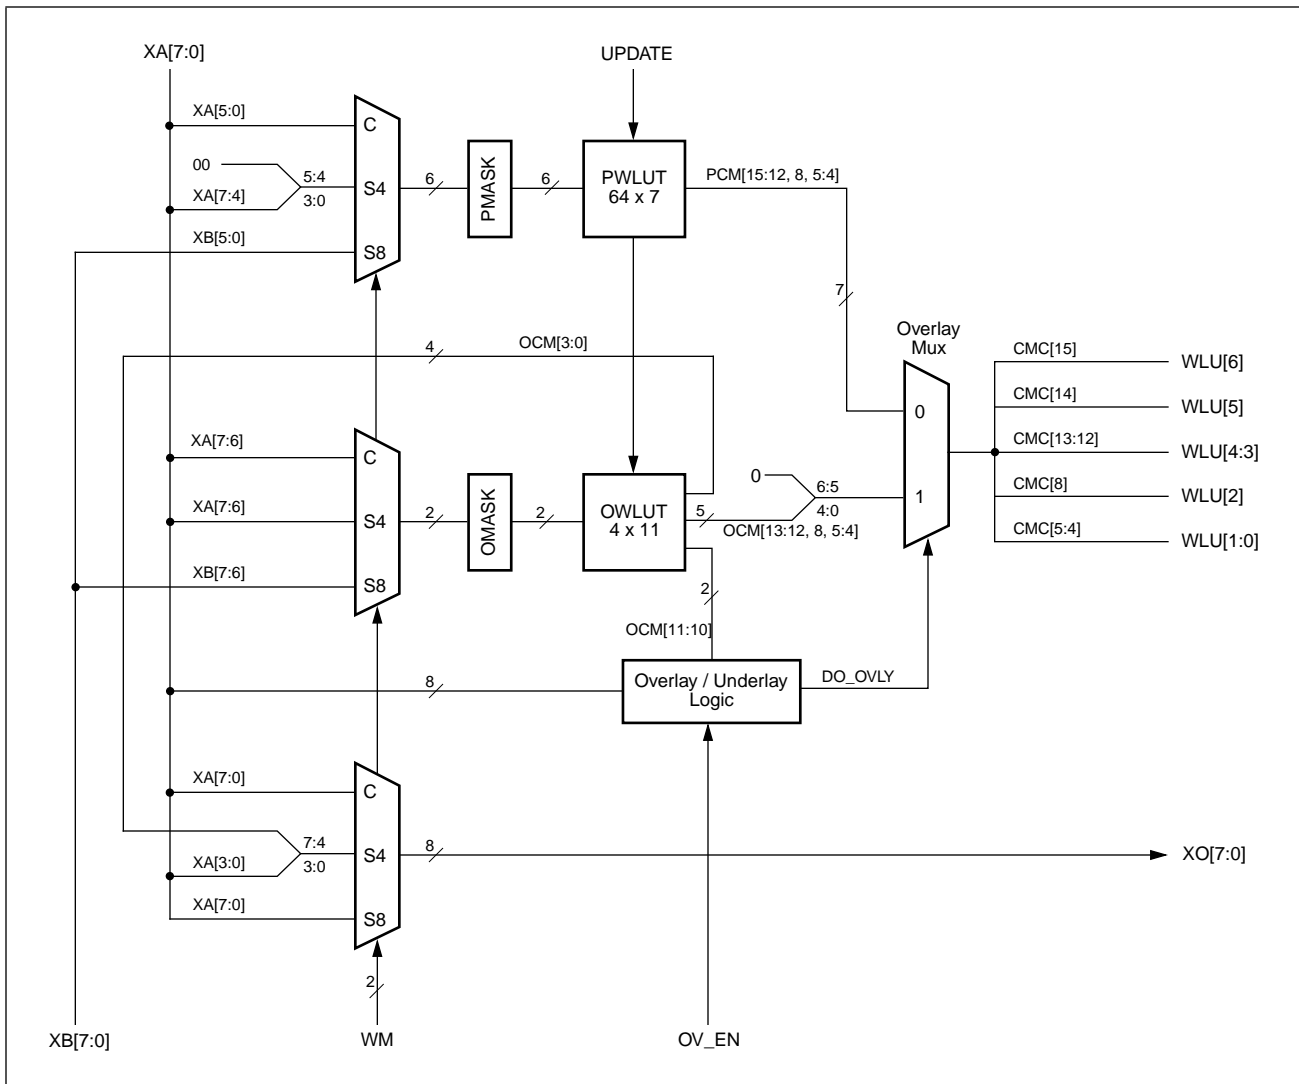 XA[7:0]
UPDATE
XA[5:0]
C
00
5:4
S4
XA[7:4]
3:0
XB[5:0]
S8
6
PMASK
6
PWLUT
64 x 7
PCM[15:12, 8, 5:4]
7
4
OCM[3:0]
Overlay
Mux
0
1
CMC[15]
WLU[6]
CMC[14]
WLU[5]
CMC[13:12]
WLU[4:3]
CMC[8]
WLU[2]
CMC[5:4]
WLU[1:0]
XA[7:6]
C
XA[7:6]
S4
XB[7:6]
S8
2
OMASK
2
OWLUT
4 x 11
5
0
6:5
4:0
OCM[13:12, 8, 5:4]
2
OCM[11:10]
8
Overlay / Underlay
Logic
DO_OVLY
XA[7:0]
C
7:4
S4
XA[3:0]
3:0
XA[7:0]
S8
8
XO[7:0]
2
XB[7:0]
WM
OV_EN